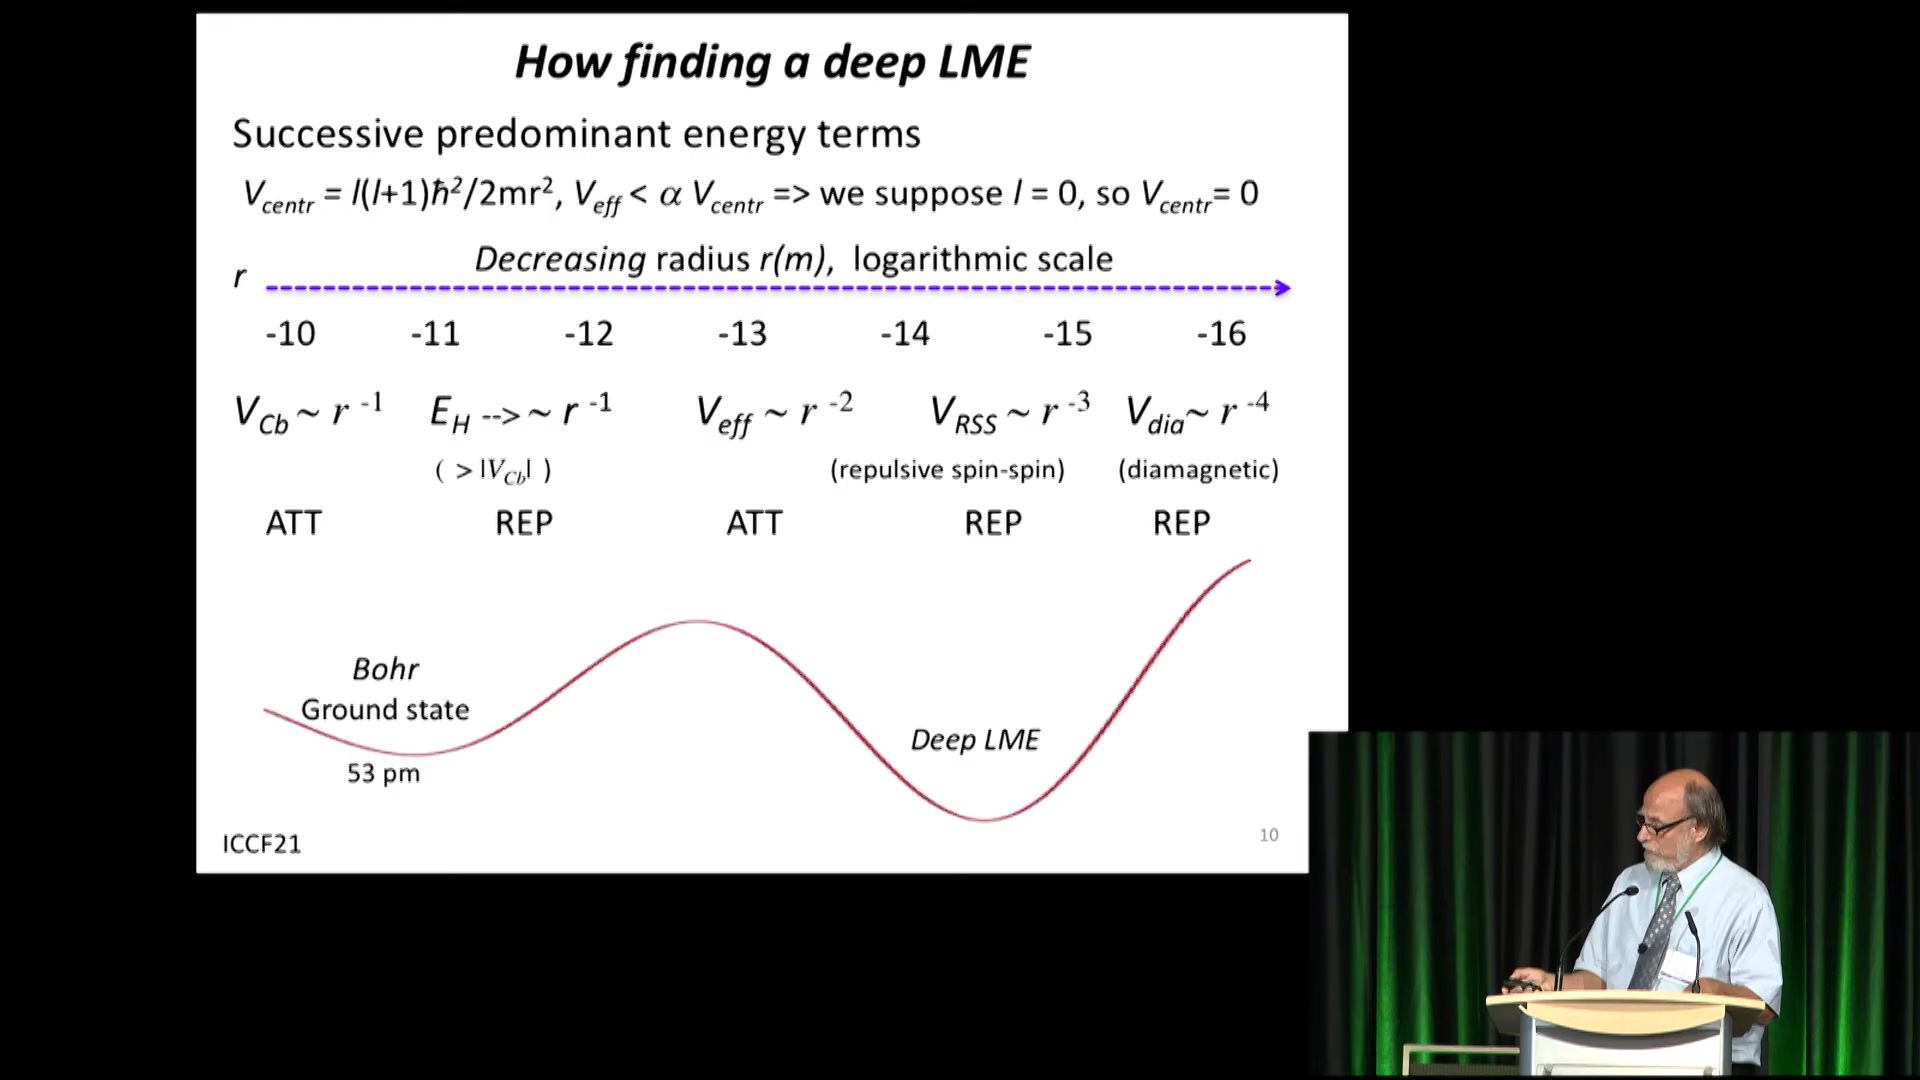 How finding a deep LME
Successive predominant energy terms
V_centr = l(l+1)ħ²/2mr², V_eff < α V_centr => we suppose l = 0, so V_centr= 0
Decreasing radius r(m), logarithmic scale
r
-10 -11 -12 -13 -14 -15 -16
V_Cb ~ r ⁻¹ E_H --> ~ r ⁻¹ V_eff ~ r ⁻² V_RSS ~ r ⁻³ V_dia~ r ⁻⁴
( > |V_Cb| ) (repulsive spin-spin) (diamagnetic)
ATT REP ATT REP REP
Bohr
Ground state
Deep LME
53 pm
ICCF21
10